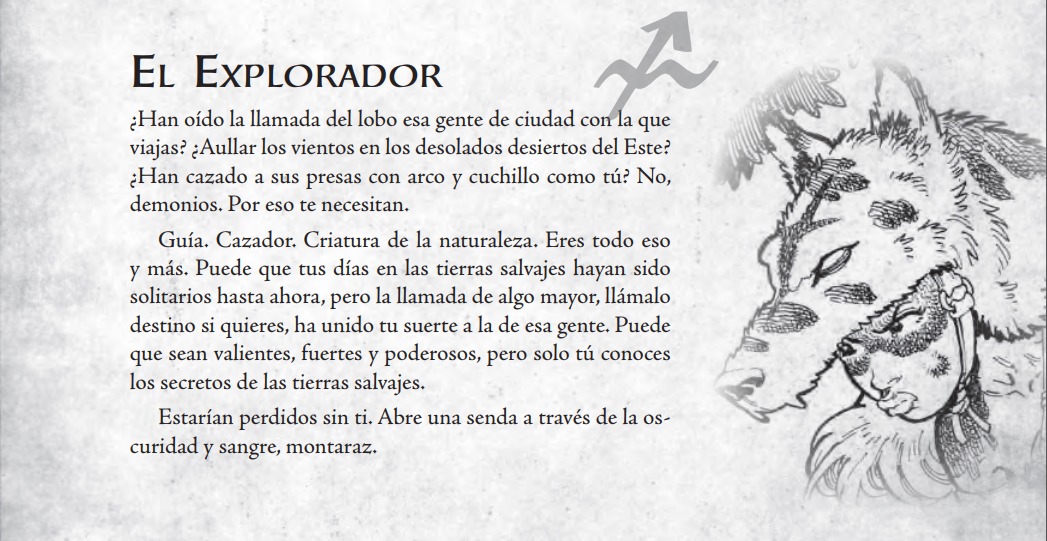 El Explorador
¿Han oído la llamada del lobo esa gente de ciudad con la que
viajas? ¿Aullar los vientos en los desolados desiertos del Este?
¿Han cazado a sus presas con arco y cuchillo como tú? No,
demonios. Por eso te necesitan.
Guía. Cazador. Criatura de la naturaleza. Eres todo eso
y más. Puede que tus días en las tierras salvajes hayan sido
solitarios hasta ahora, pero la llamada de algo mayor, llámalo
destino si quieres, ha unido tu suerte a la de esa gente. Puede
que sean valientes, fuertes y poderosos, pero solo tú conoces
los secretos de las tierras salvajes.
Estarían perdidos sin ti. Abre una senda a través de la os-
curidad y sangre, montaraz.